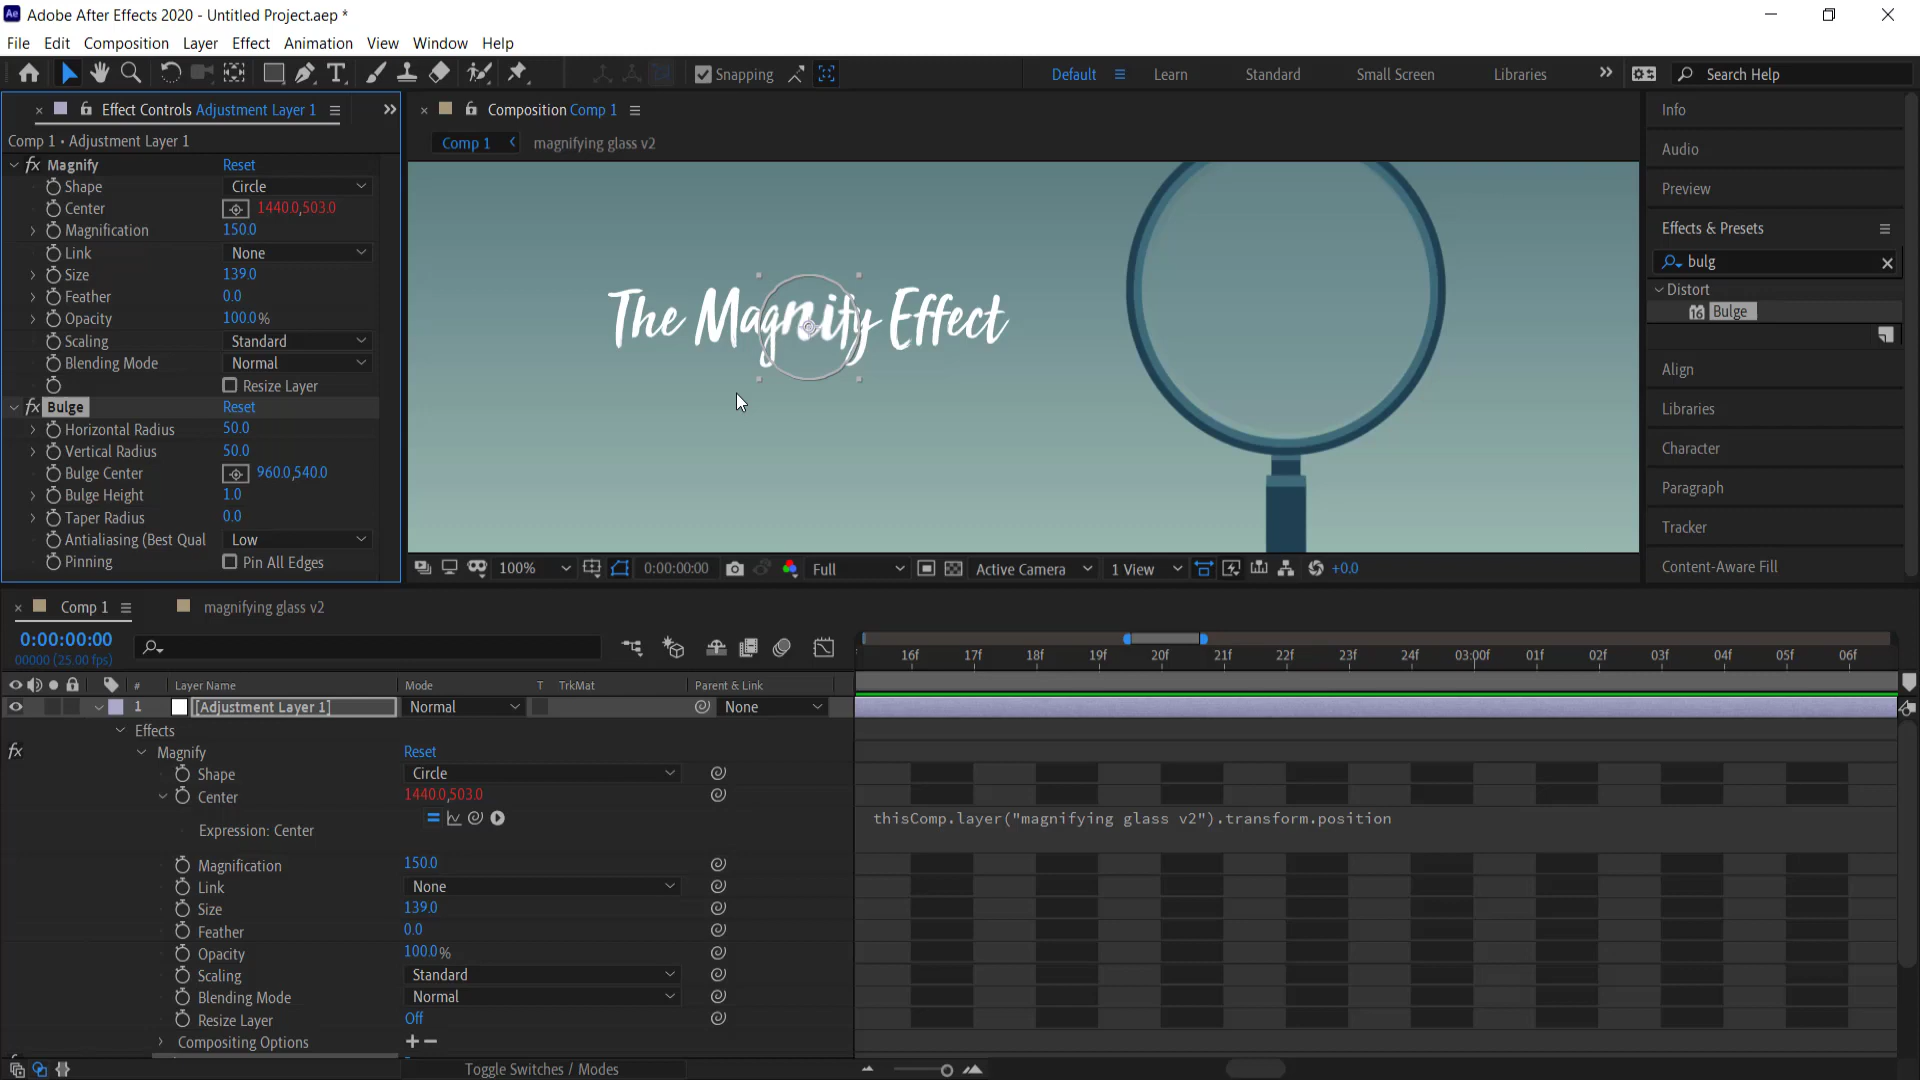 Adobe After Effects 2020 - Untitled Project.aep *
File Edit Composition Layer Effect Animation View Window Help
Snapping
Default Learn Standard Small Screen Libraries Search Help
Effect Controls Adjustment Layer 1
Comp 1 • Adjustment Layer 1
fx Magnify Reset
Shape Circle
Center 1440.0,503.0
Magnification 150.0
Link None
Size 139.0
Feather 0.0
Opacity 100.0 %
Scaling Standard
Blending Mode Normal
Resize Layer
fx Bulge Reset
Horizontal Radius 50.0
Vertical Radius 50.0
Bulge Center 960.0,540.0
Bulge Height 1.0
Taper Radius 0.0
Antialiasing (Best Qual Low
Pinning Pin All Edges
Composition Comp 1
Comp 1 magnifying glass v2
The Magnify Effect
100% 0:00:00:00 Full Active Camera 1 View +0.0
Info
Audio
Preview
Effects & Presets
bulg
Distort
16 Bulge
Align
Libraries
Character
Paragraph
Tracker
Content-Aware Fill
Comp 1 magnifying glass v2
0:00:00:00
00000 (25.00 fps)
16f 17f 18f 19f 20f 21f 22f 23f 24f 03:00f 01f 02f 03f 04f 05f 06f
# Layer Name Mode T TrkMat Parent & Link
1 [Adjustment Layer 1] Normal None
Effects
fx Magnify Reset
Shape Circle
Center 1440.0,503.0
Expression: Center thisComp.layer("magnifying glass v2").transform.position
Magnification 150.0
Link None
Size 139.0
Feather 0.0
Opacity 100.0 %
Scaling Standard
Blending Mode Normal
Resize Layer Off
Compositing Options + −
Toggle Switches / Modes